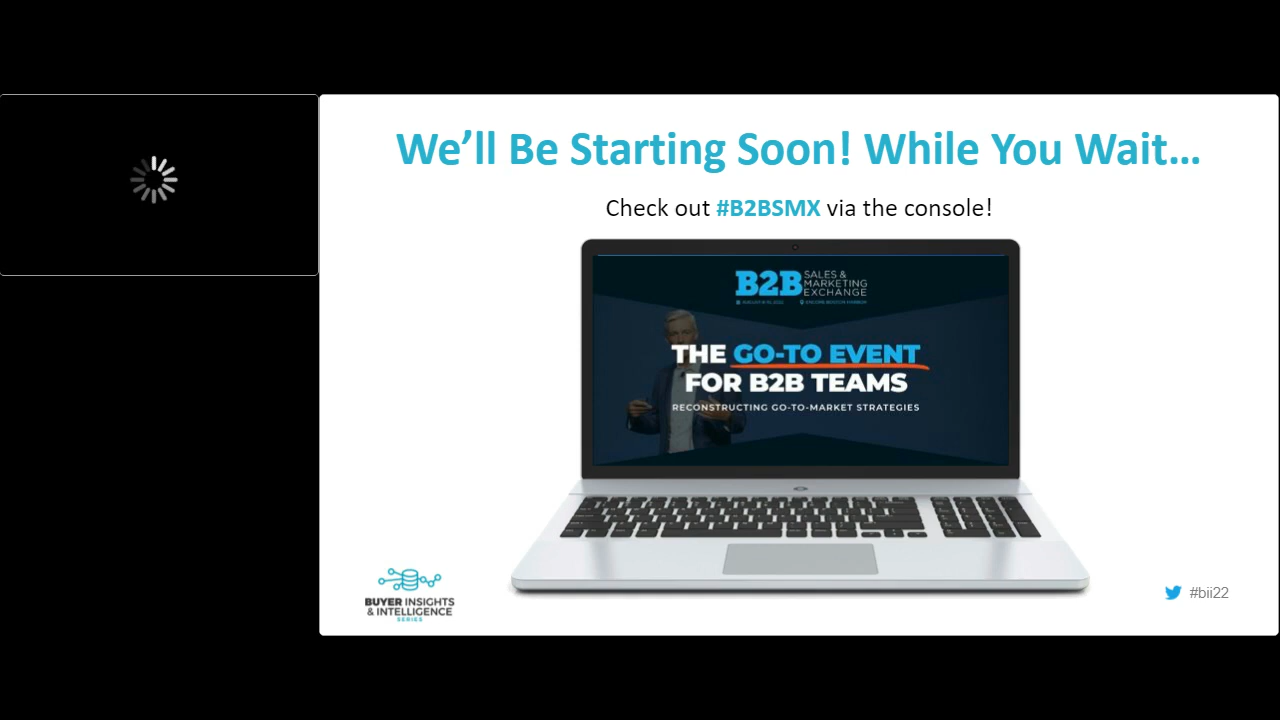 We'll Be Starting Soon! While You Wait...
Check out #B2BSMX via the console!
B2B SALES &
MARKETING
EXCHANGE
THE GO-TO EVENT
FOR B2B TEAMS
RECONSTRUCTING GO-TO-MARKET STRATEGIES
BUYER INSIGHTS
& INTELLIGENCE
SERIES
#bii22